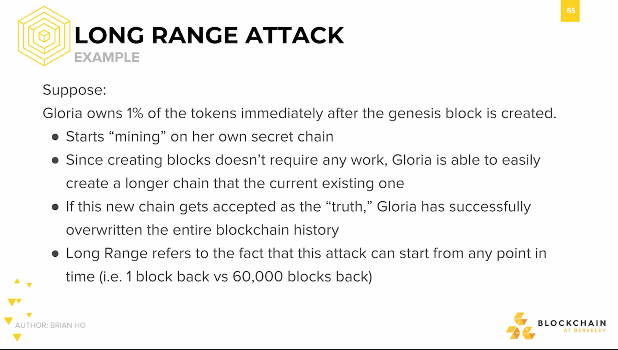 65
LONG RANGE ATTACK
EXAMPLE
Suppose:
Gloria owns 1% of the tokens immediately after the genesis block is created.
● Starts “mining” on her own secret chain
● Since creating blocks doesn’t require any work, Gloria is able to easily
create a longer chain that the current existing one
● If this new chain gets accepted as the “truth,” Gloria has successfully
overwritten the entire blockchain history
● Long Range refers to the fact that this attack can start from any point in
time (i.e. 1 block back vs 60,000 blocks back)
AUTHOR: BRIAN HO
BLOCKCHAIN
AT BERKELEY